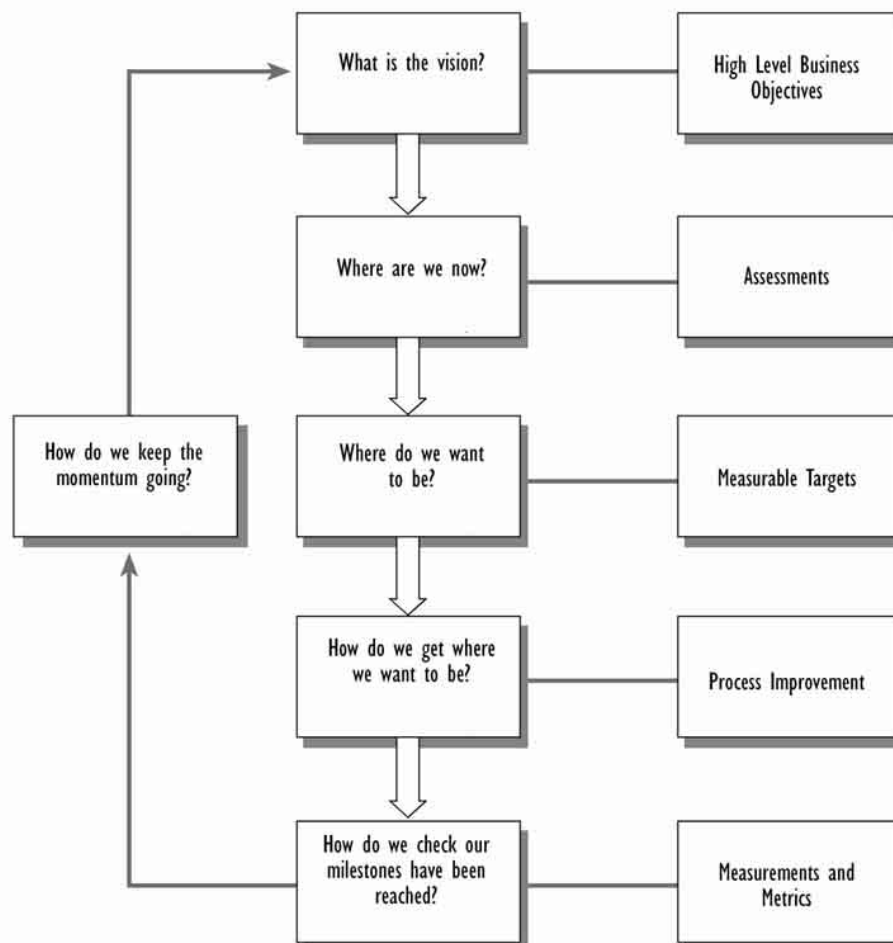 What is the vision?
High Level Business
Objectives
Where are we now?
Assessments
How do we keep the
momentum going?
Where do we want
to be?
Measurable Targets
How do we get where
we want to be?
Process Improvement
How do we check our
milestones have been
reached?
Measurements and
Metrics